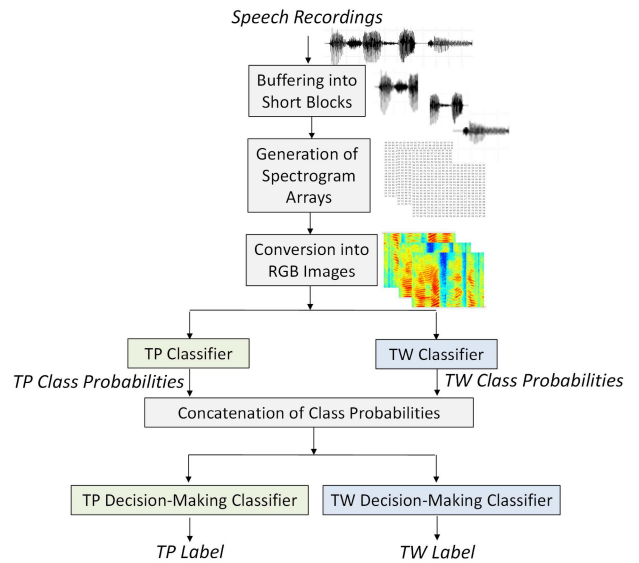 Speech Recordings
Buffering into
Short Blocks
Generation of
Spectrogram
Arrays
Conversion into
RGB Images
TP Classifier
TW Classifier
TP Class Probabilities
TW Class Probabilities
Concatenation of Class Probabilities
TP Decision-Making Classifier
TW Decision-Making Classifier
TP Label
TW Label